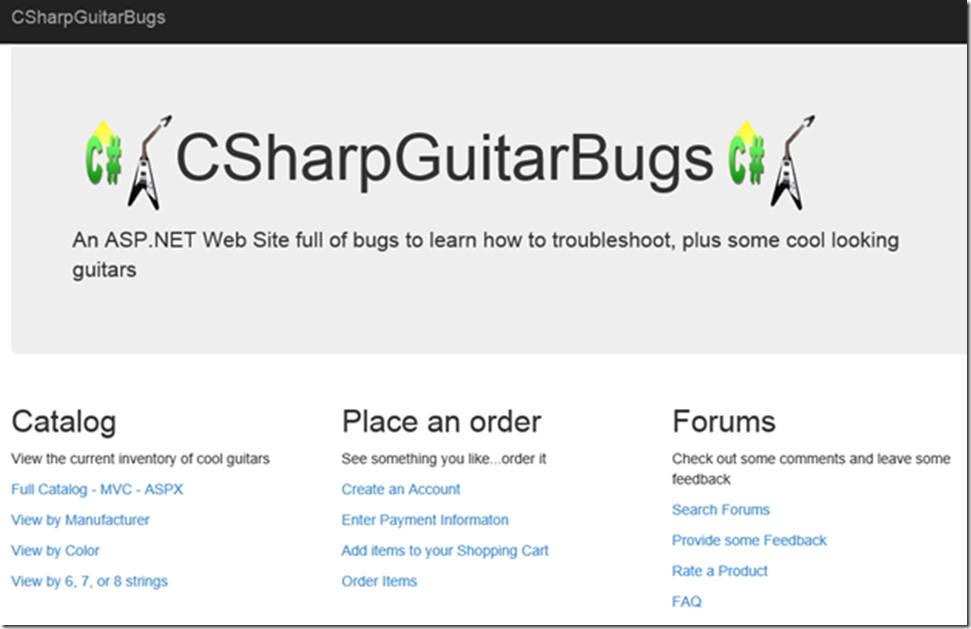 CSharpGuitarBugs
C# CSharpGuitarBugs C#
An ASP.NET Web Site full of bugs to learn how to troubleshoot, plus some cool looking
guitars
Catalog
View the current inventory of cool guitars
Full Catalog - MVC - ASPX
View by Manufacturer
View by Color
View by 6, 7, or 8 strings
Place an order
See something you like...order it
Create an Account
Enter Payment Informaton
Add items to your Shopping Cart
Order Items
Forums
Check out some comments and leave some
feedback
Search Forums
Provide some Feedback
Rate a Product
FAQ